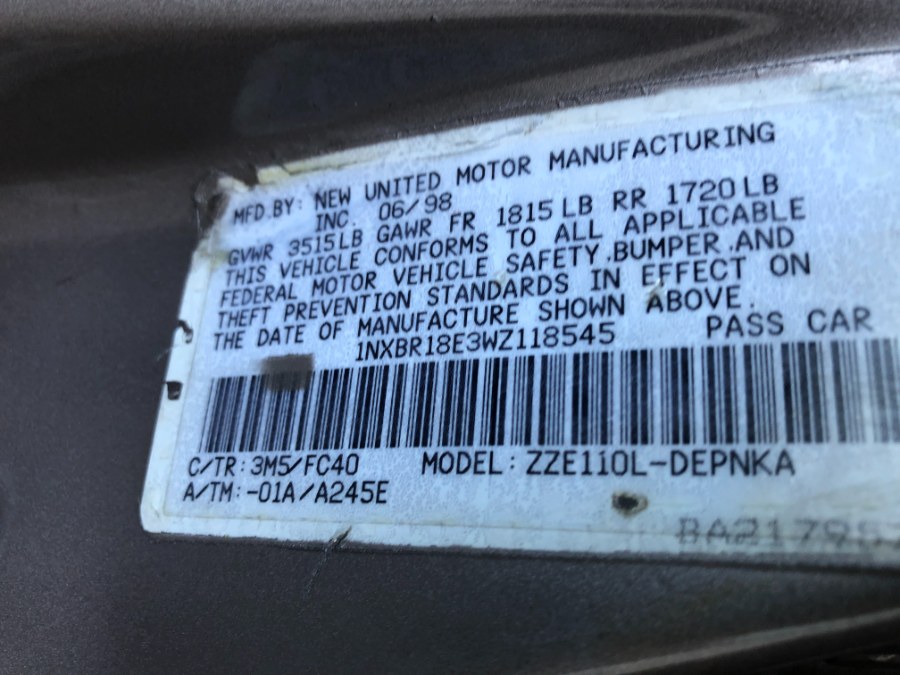 MFD.BY: NEW UNITED MOTOR MANUFACTURING
INC. 06/98
GVWR 3515LB GAWR FR 1815 LB RR 1720 LB
THIS VEHICLE CONFORMS TO ALL APPLICABLE
FEDERAL MOTOR VEHICLE SAFETY,BUMPER,AND
THEFT PREVENTION STANDARDS IN EFFECT ON
THE DATE OF MANUFACTURE SHOWN ABOVE.
1NXBR18E3WZ118545 PASS CAR
C/TR: 3M5/FC40 MODEL: ZZE110L-DEPNKA
A/TM: -01A/A245E